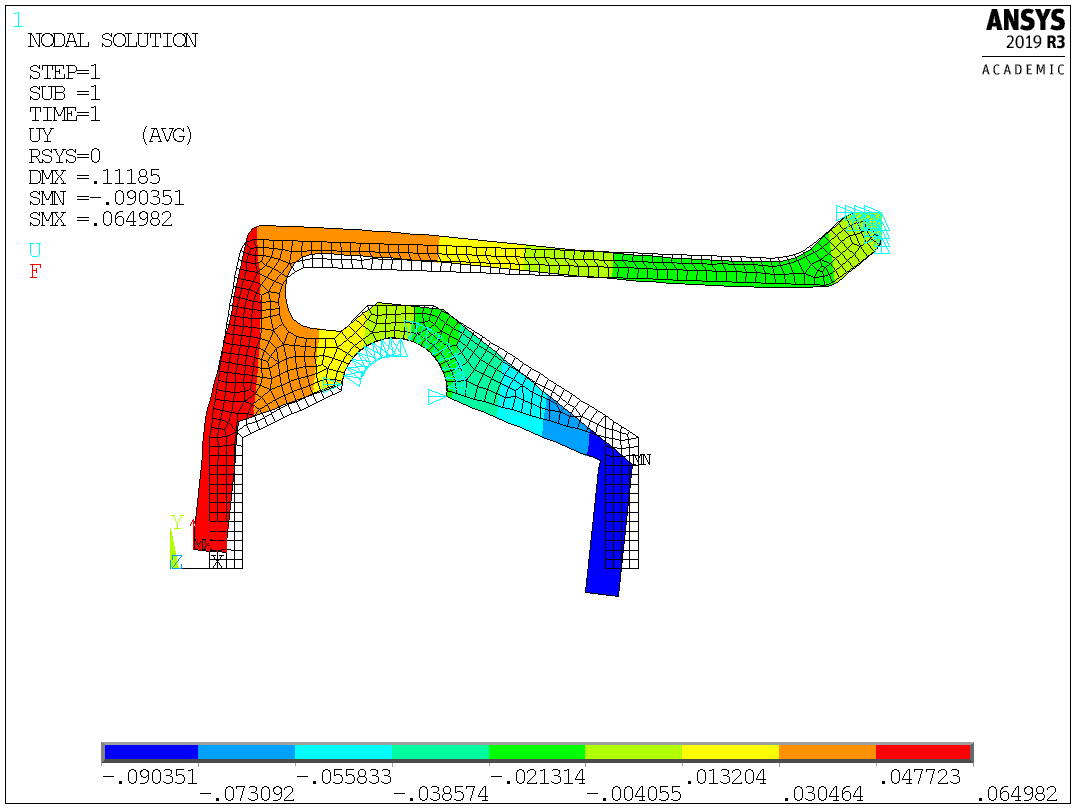 1
NODAL SOLUTION
STEP=1
SUB =1
TIME=1
UY (AVG)
RSYS=0
DMX =.11185
SMN =-.090351
SMX =.064982
U
F
ANSYS
2019 R3
ACADEMIC
MN
Y
MX
Z X
-.090351 -.055833 -.021314 .013204 .047723
-.073092 -.038574 -.004055 .030464 .064982